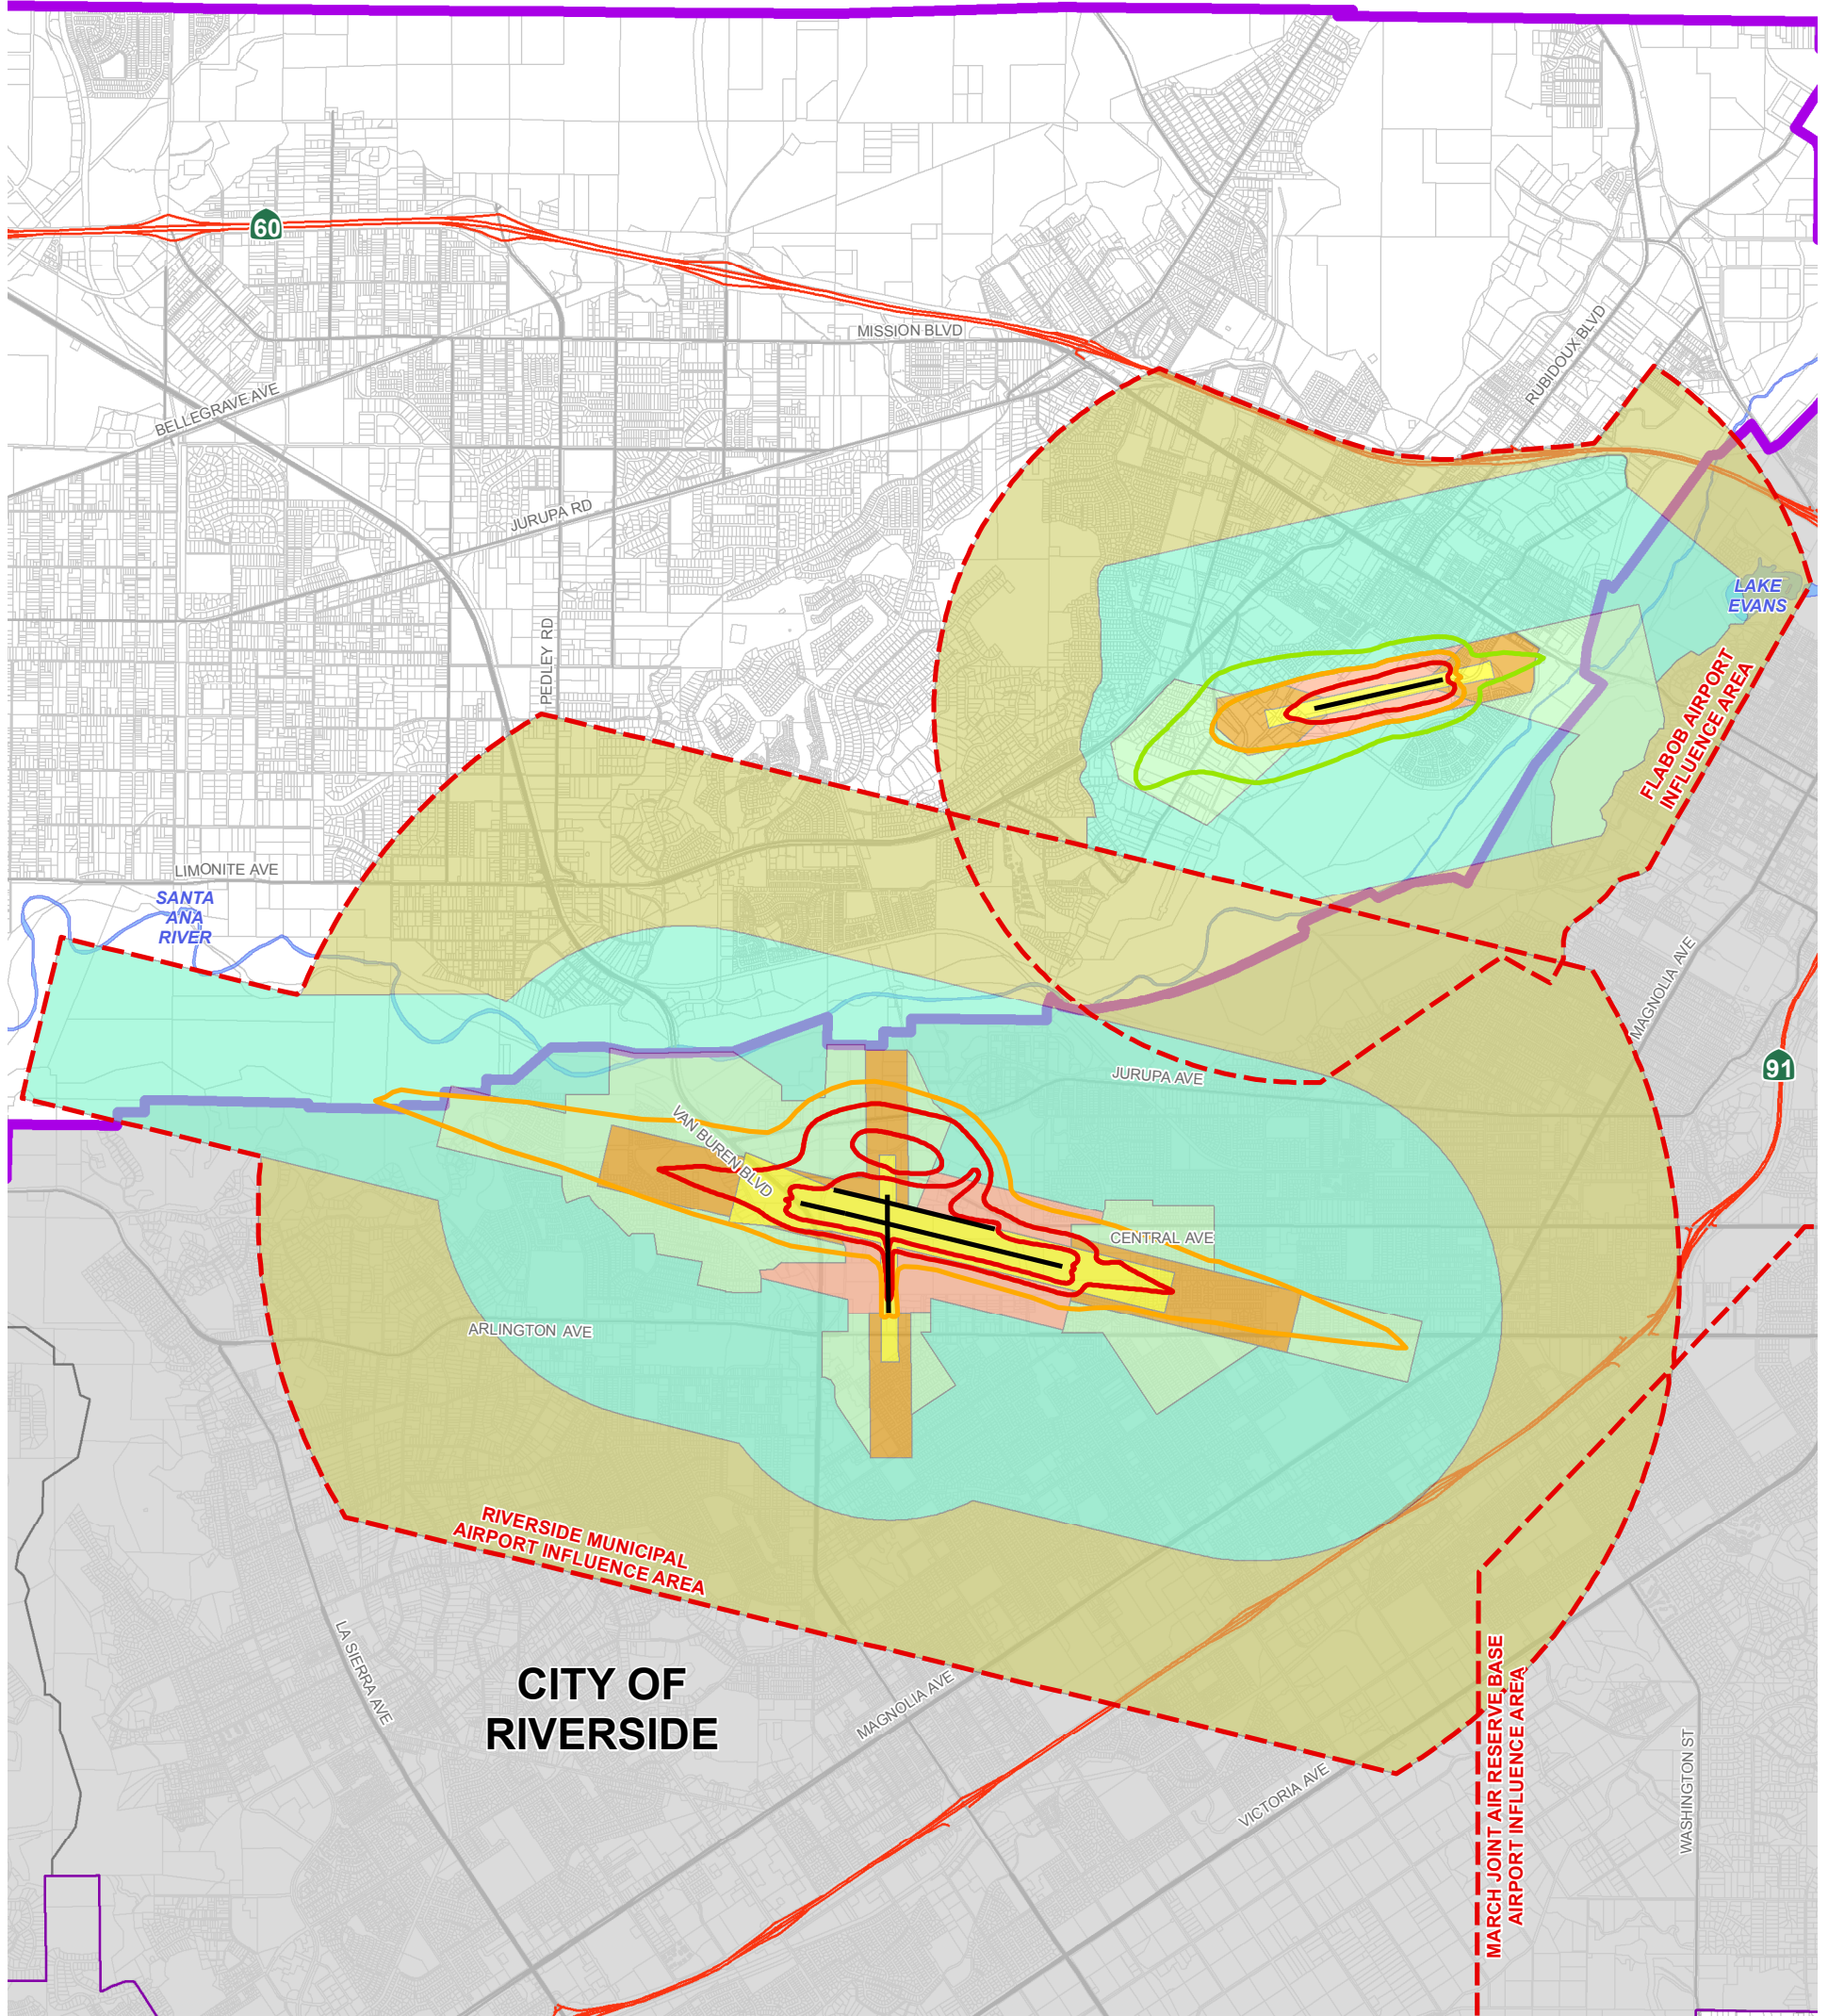 60
MISSION BLVD
RUBIDOUX BLVD
BELLEGRAVE AVE
JURUPA RD
LAKE
EVANS
PEDLEY RD
FLABOB AIRPORT
INFLUENCE AREA
LIMONITE AVE
SANTA
ANA
RIVER
MAGNOLIA AVE
91
JURUPA AVE
VAN BUREN BLVD
CENTRAL AVE
ARLINGTON AVE
RIVERSIDE MUNICIPAL
AIRPORT INFLUENCE AREA
LA SIERRA AVE
CITY OF
RIVERSIDE
MAGNOLIA AVE
VICTORIA AVE
MARCH JOINT AIR RESERVE BASE
AIRPORT INFLUENCE AREA
WASHINGTON ST